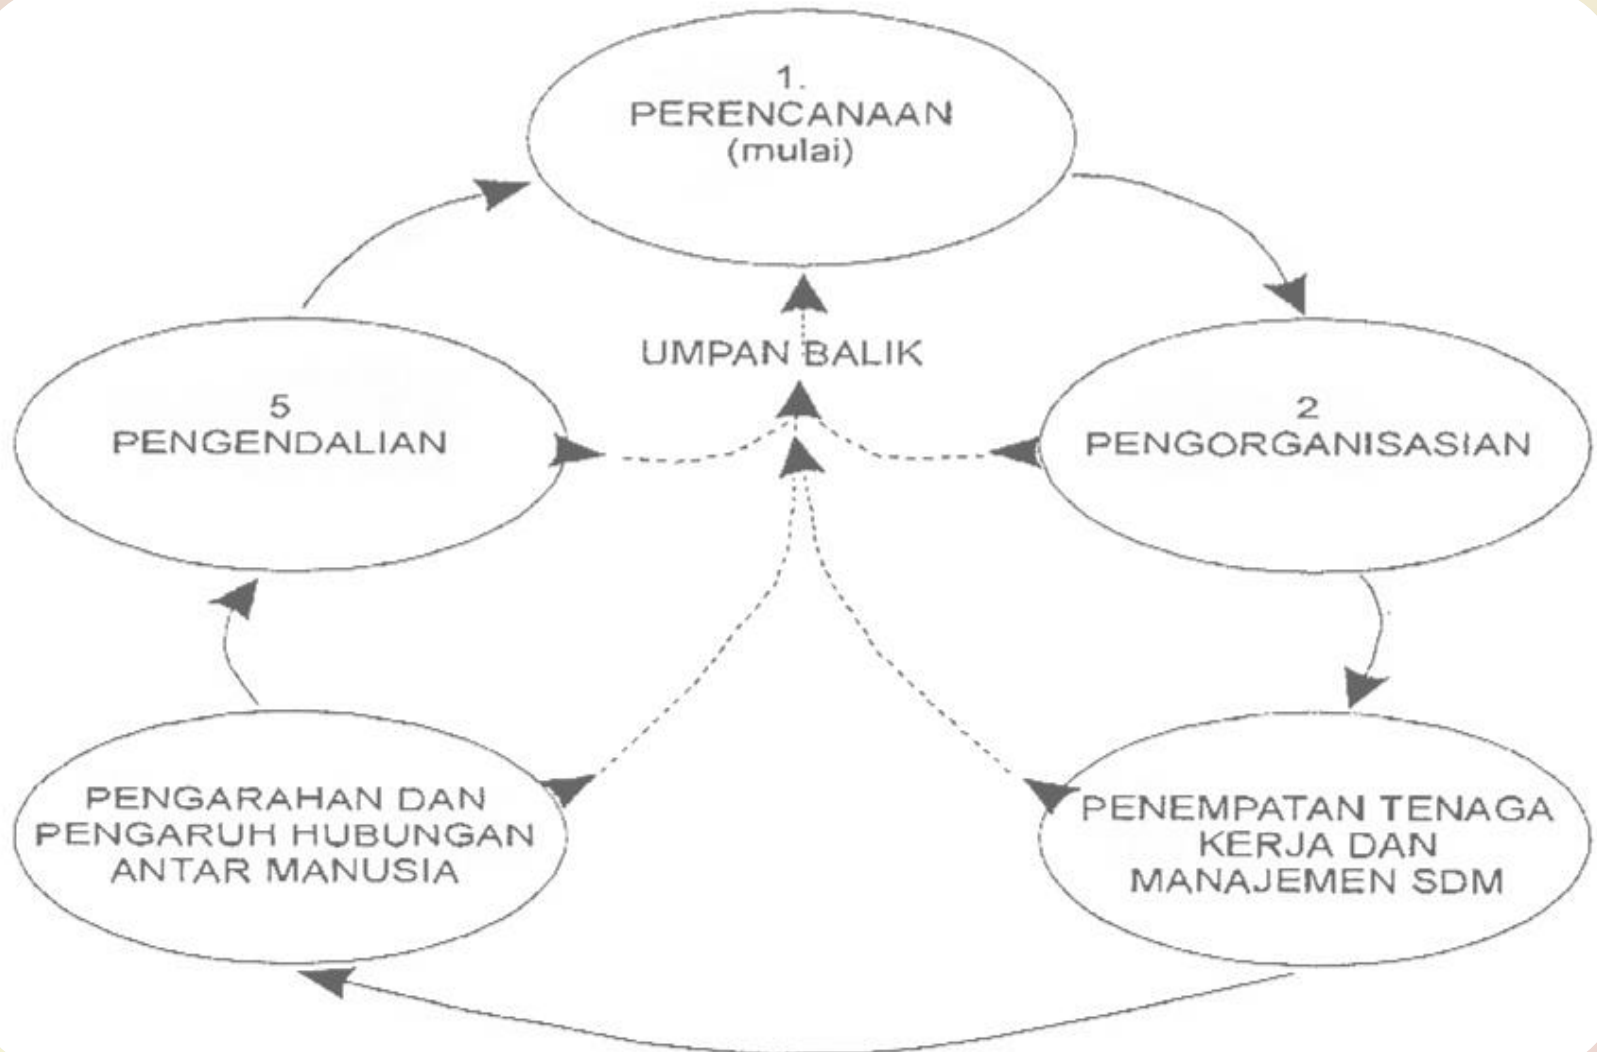 1.
PERENCANAAN
(mulai)
UMPAN BALIK
2
PENGORGANISASIAN
PENEMPATAN TENAGA
KERJA DAN
MANAJEMEN SDM
PENGARAHAN DAN
PENGARUH HUBUNGAN
ANTAR MANUSIA
5
PENGENDALIAN